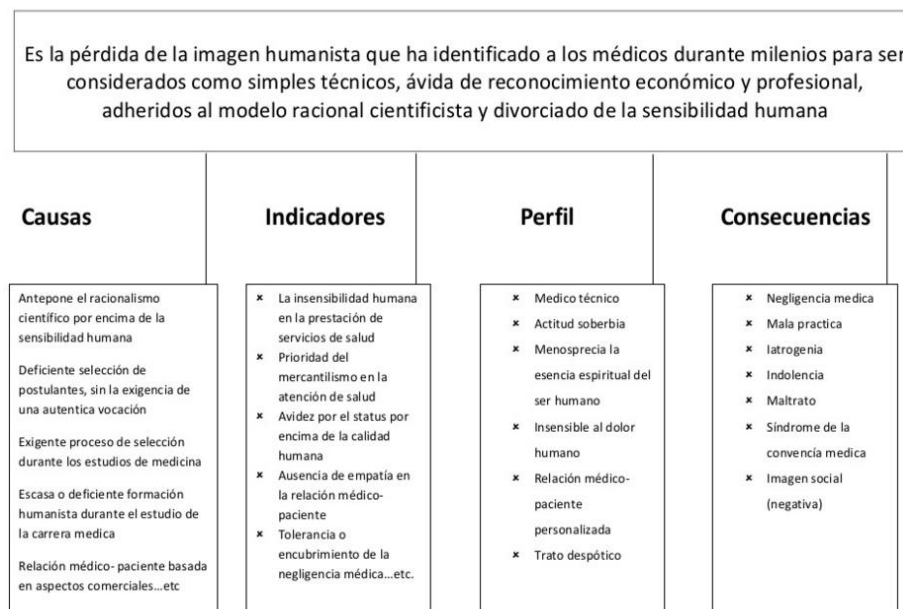 Es la pérdida de la imagen humanista que ha identificado a los médicos durante milenios para ser
considerados como simples técnicos, ávida de reconocimiento económico y profesional,
adheridos al modelo racional cientificista y divorciado de la sensibilidad humana
Causas
Antepone el racionalismo
científico por encima de la
sensibilidad humana
Deficiente selección de
postulantes, sin la exigencia de
una autentica vocación
Exigente proceso de selección
durante los estudios de medicina
Escasa o deficiente formación
humanista durante el estudio de
la carrera medica
Relación médico- paciente basada
en aspectos comerciales...etc
Indicadores
× La insensibilidad humana
en la prestación de
servicios de salud
× Prioridad del
mercantilismo en la
atención de salud
× Avidez por el status por
encima de la calidad
humana
× Ausencia de empatía en
la relación médico-
paciente
× Tolerancia o
encubrimiento de la
negligencia médica...etc.
Perfil
× Medico técnico
× Actitud soberbia
× Menosprecia la
esencia espiritual del
ser humano
× Insensible al dolor
humano
× Relación médico-
paciente
personalizada
× Trato despótico
Consecuencias
× Negligencia medica
× Mala practica
× Iatrogenia
× Indolencia
× Maltrato
× Síndrome de la
convencía medica
× Imagen social
(negativa)